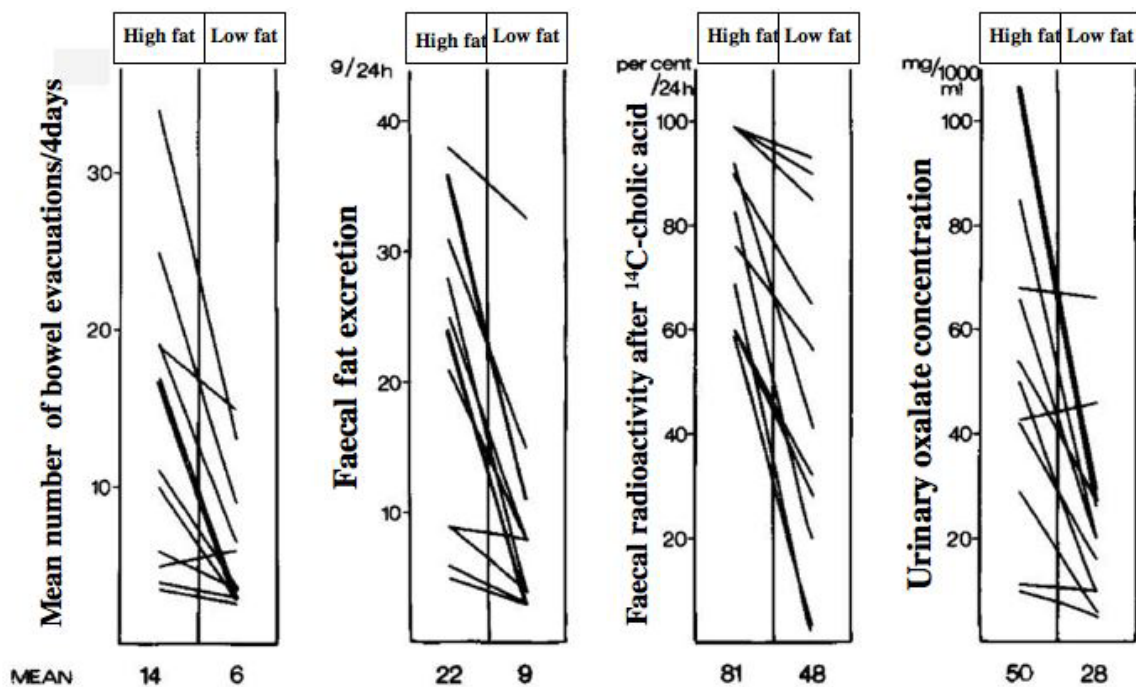 High fat Low fat
Mean number of bowel evacuations/4days
30
20
10
High fat Low fat
g/24h
Faecal fat excretion
40
30
20
10
High fat Low fat
per cent
/24h
Faecal radioactivity after ¹⁴C-cholic acid
100
80
60
40
20
High fat Low fat
mg/1000
ml
Urinary oxalate concentration
100
80
60
40
20
MEAN 14 6 22 9 81 48 50 28